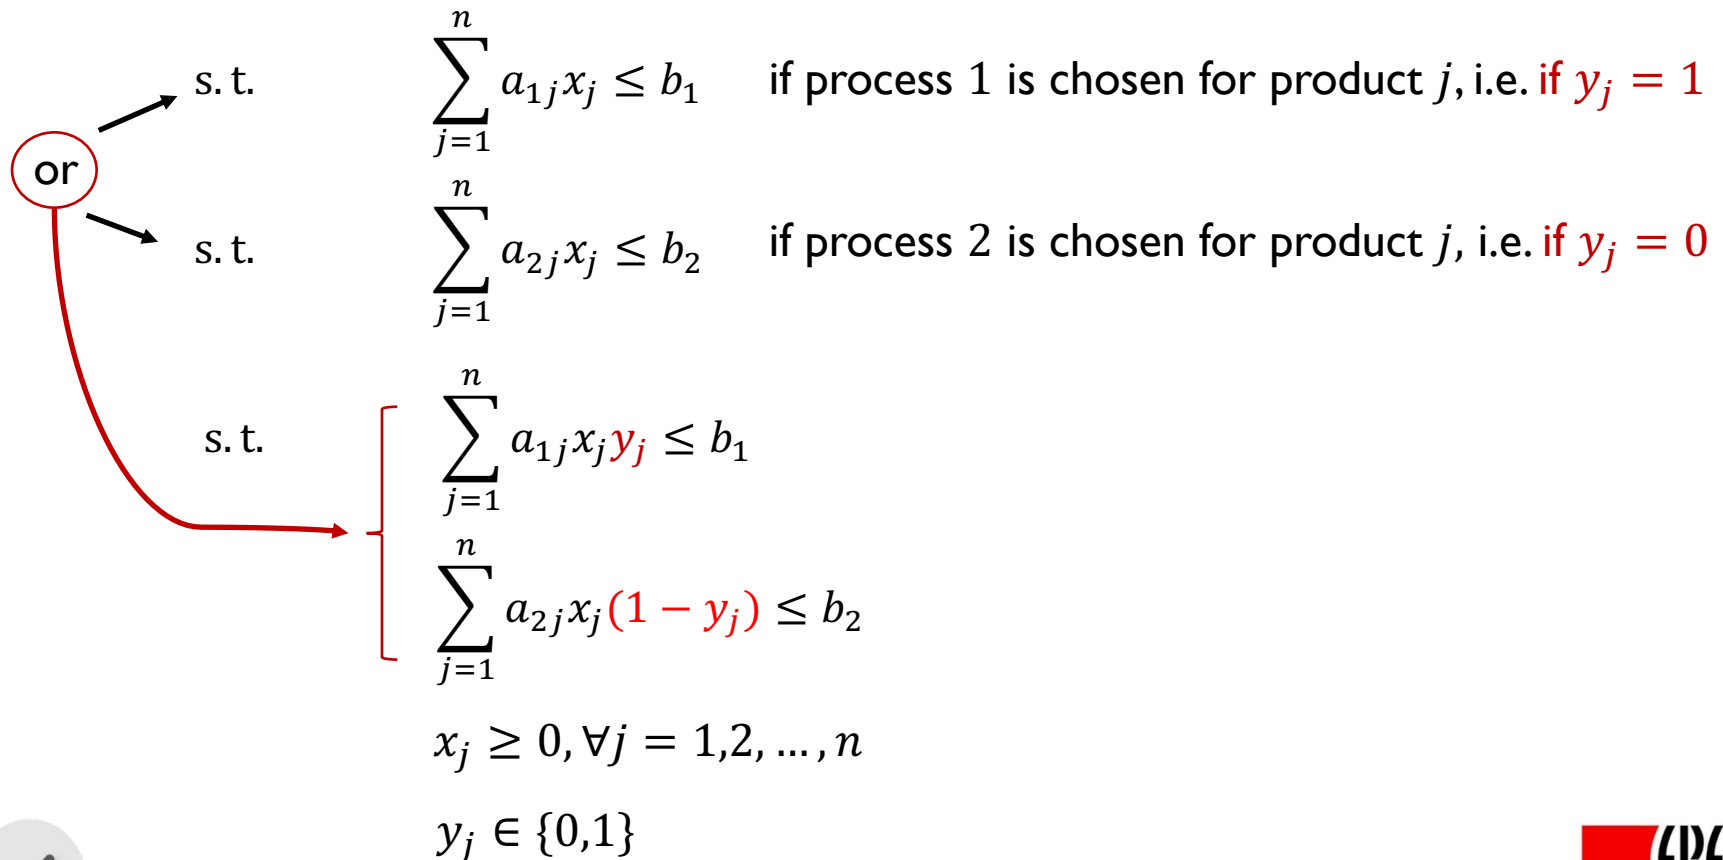 s. t. ∑_{j=1}^{n} a_{1j}x_j ≤ b_1 if process 1 is chosen for product j, i.e. if y_j = 1
or
s. t. ∑_{j=1}^{n} a_{2j}x_j ≤ b_2 if process 2 is chosen for product j, i.e. if y_j = 0
s. t. ∑_{j=1}^{n} a_{1j}x_jy_j ≤ b_1
∑_{j=1}^{n} a_{2j}x_j(1 − y_j) ≤ b_2
x_j ≥ 0, ∀j = 1,2, … , n
y_j ∈ {0,1}